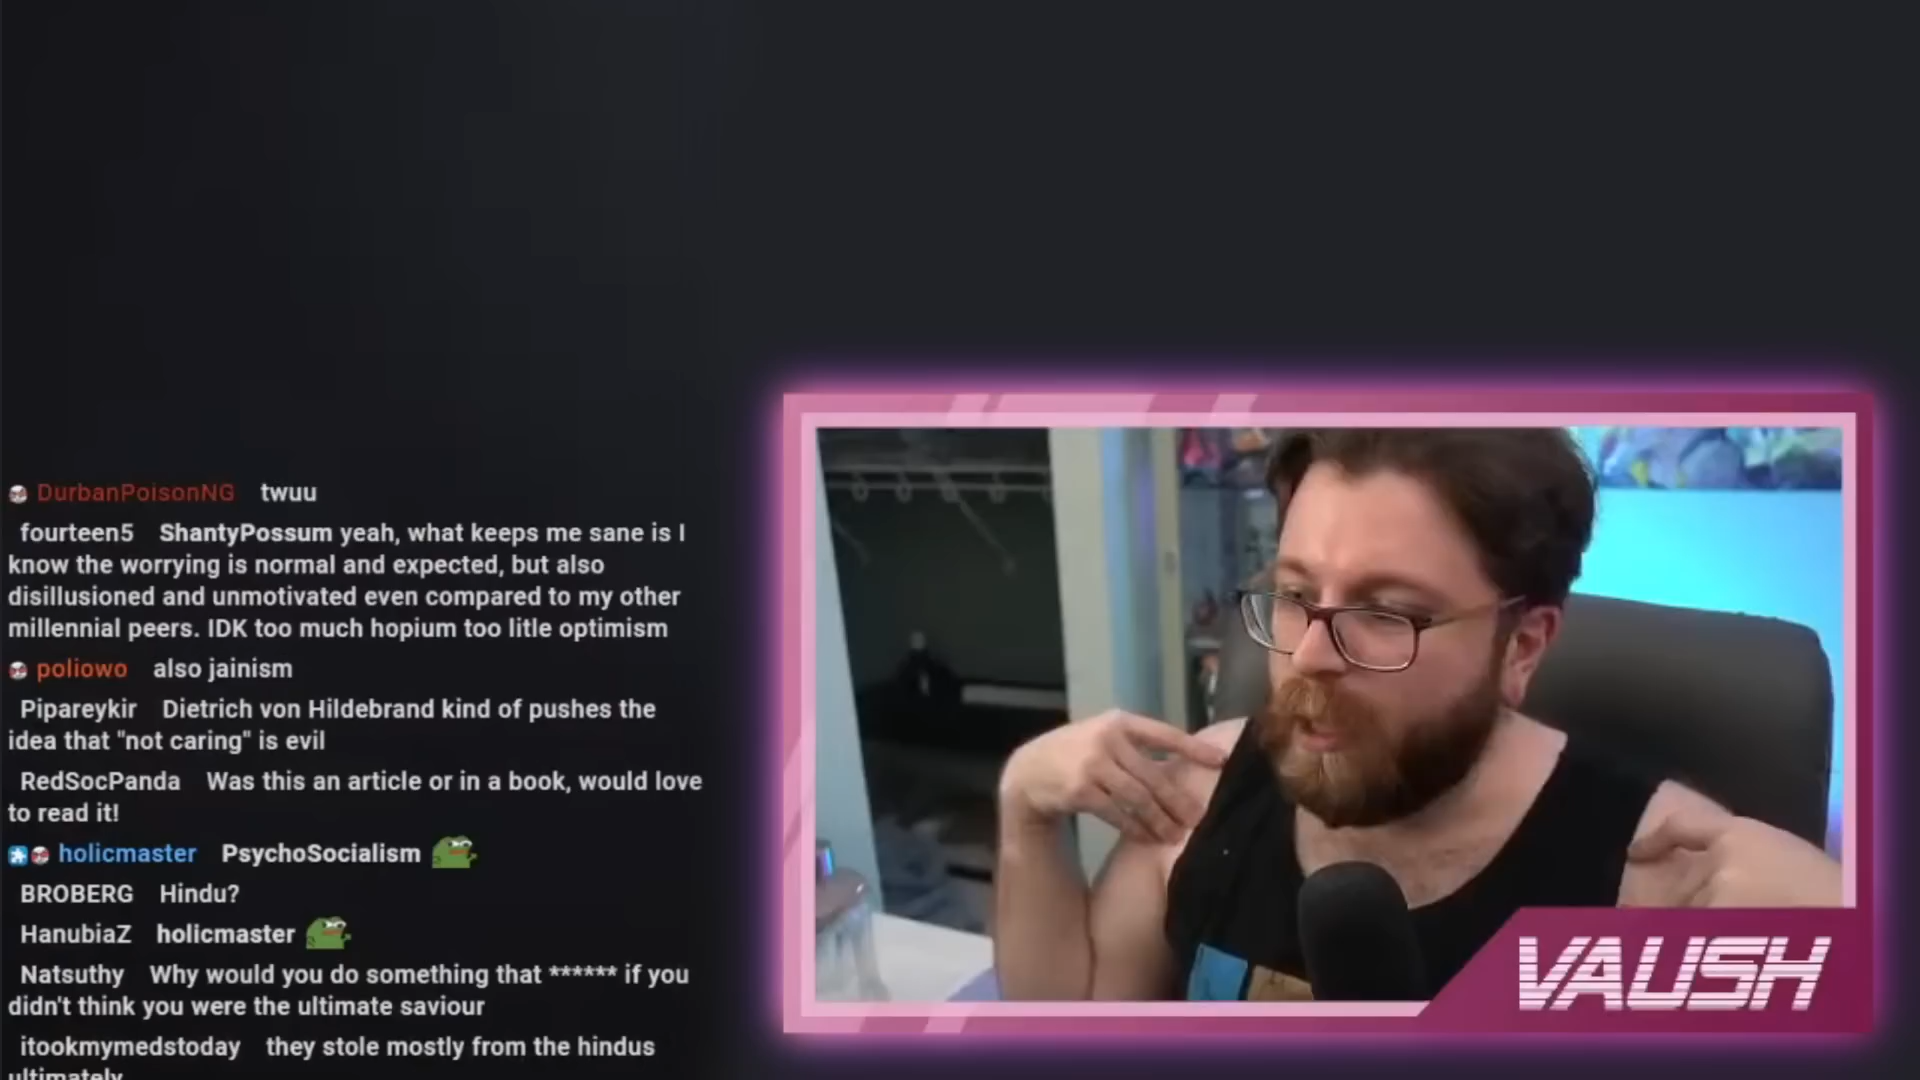 DurbanPoisonNG twuu
fourteen5 ShantyPossum yeah, what keeps me sane is I
know the worrying is normal and expected, but also
disillusioned and unmotivated even compared to my other
millennial peers. IDK too much hopium too litle optimism
poliowo also jainism
Pipareykir Dietrich von Hildebrand kind of pushes the
idea that "not caring" is evil
RedSocPanda Was this an article or in a book, would love
to read it!
holicmaster PsychoSocialism
BROBERG Hindu?
HanubiaZ holicmaster
Natsuthy Why would you do something that ****** if you
didn't think you were the ultimate saviour
itookmymedstoday they stole mostly from the hindus
ultimately
VAUSH